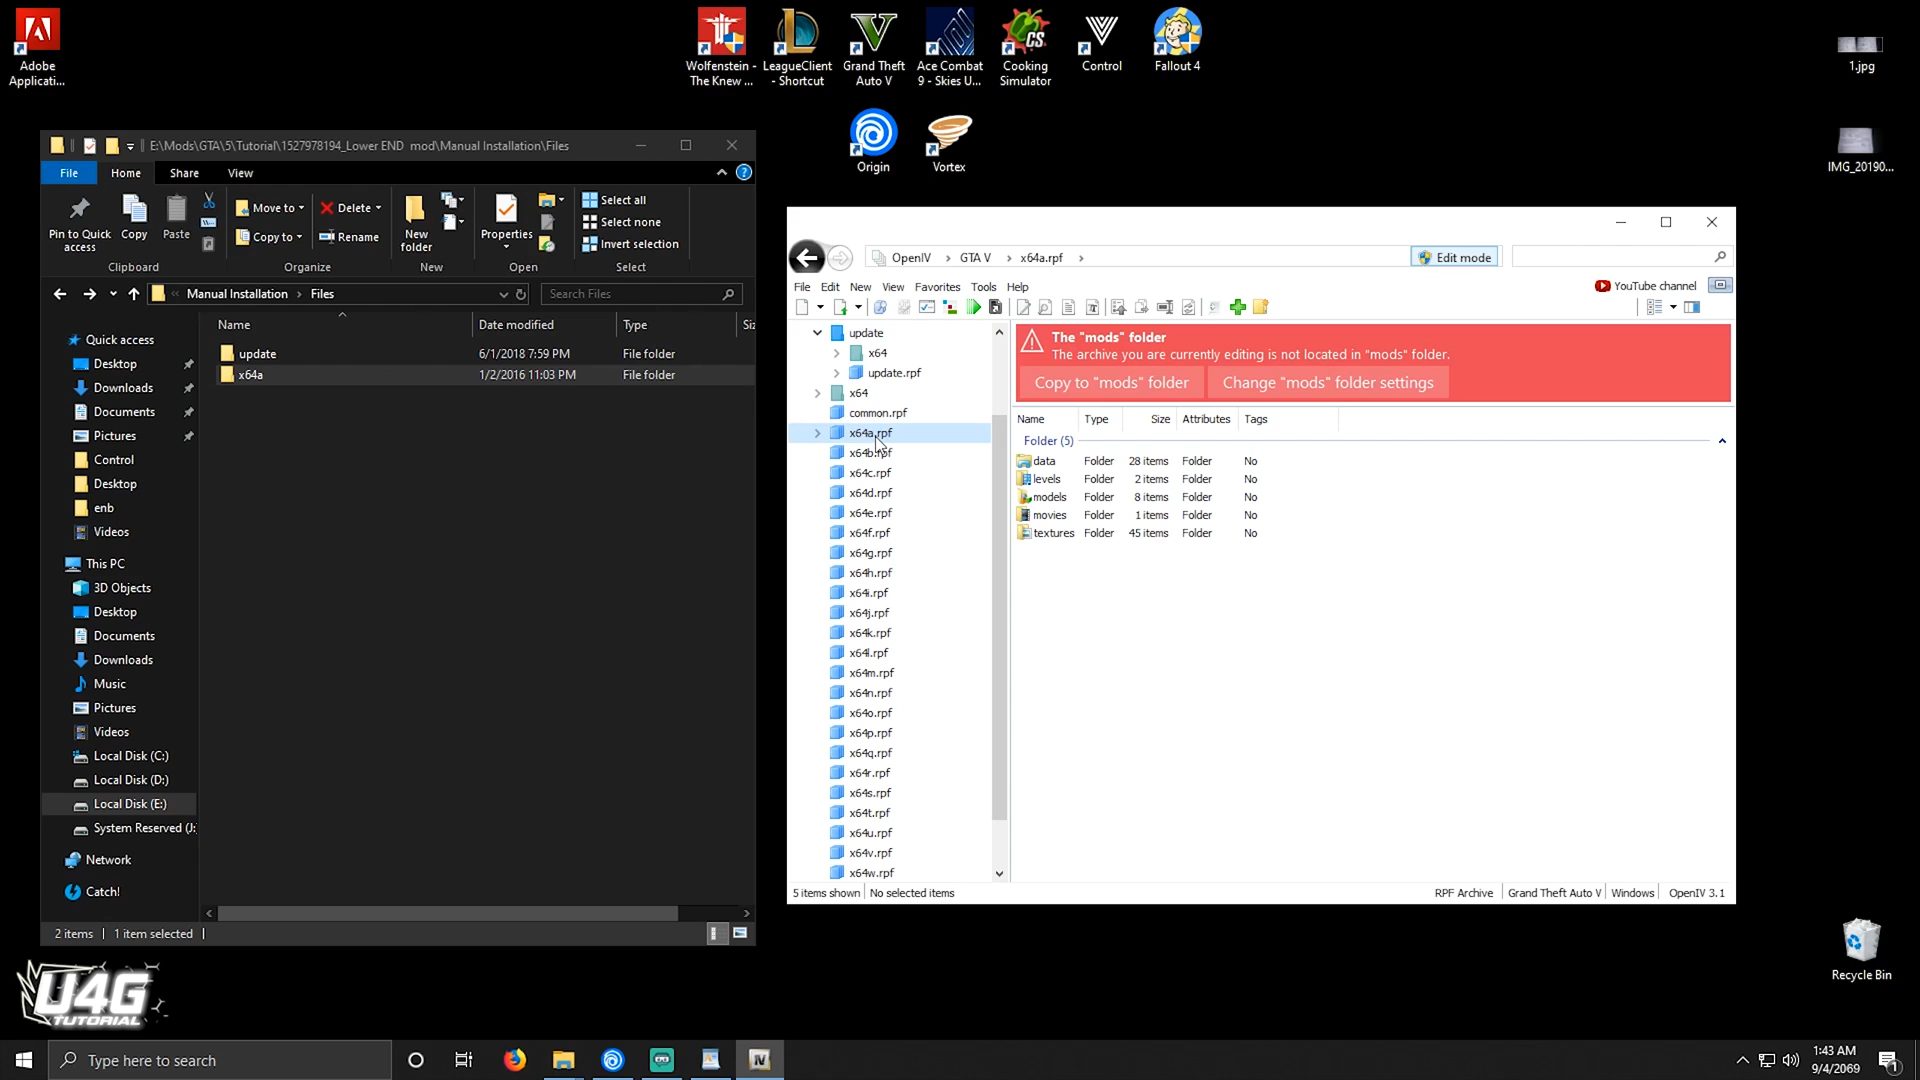 Adobe
Applicati...
Wolfenstein -
The Knew ...
LeagueClient
- Shortcut
Grand Theft
Auto V
Ace Combat
9 - Skies U...
Cooking
Simulator
Control
Fallout 4
Origin
Vortex
1.jpg
IMG_20190...
Recycle Bin
E:\Mods\GTA\5\Tutorial\1527978194_Lower END mod\Manual Installation\Files
File
Home
Share
View
Pin to Quick
access
Copy
Paste
Move to
Copy to
Delete
Rename
New
folder
Properties
Select all
Select none
Invert selection
Clipboard
Organize
New
Open
Select
Manual Installation > Files
Search Files
Name
Date modified
Type
Siz
update 6/1/2018 7:59 PM File folder
x64a 1/2/2016 11:03 PM File folder
Quick access
Desktop
Downloads
Documents
Pictures
Control
Desktop
enb
Videos
This PC
3D Objects
Desktop
Documents
Downloads
Music
Pictures
Videos
Local Disk (C:)
Local Disk (D:)
Local Disk (E:)
System Reserved (J:
Network
Catch!
2 items
1 item selected
OpenIV > GTA V > x64a.rpf >
Edit mode
File Edit New View Favorites Tools Help
YouTube channel
update
x64
update.rpf
x64
common.rpf
x64a.rpf
x64b.rpf
x64c.rpf
x64d.rpf
x64e.rpf
x64f.rpf
x64g.rpf
x64h.rpf
x64i.rpf
x64j.rpf
x64k.rpf
x64l.rpf
x64m.rpf
x64n.rpf
x64o.rpf
x64p.rpf
x64q.rpf
x64r.rpf
x64s.rpf
x64t.rpf
x64u.rpf
x64v.rpf
x64w.rpf
The "mods" folder
The archive you are currently editing is not located in "mods" folder.
Copy to "mods" folder
Change "mods" folder settings
Name Type Size Attributes Tags
Folder (5)
data Folder 28 items Folder No
levels Folder 2 items Folder No
models Folder 8 items Folder No
movies Folder 1 items Folder No
textures Folder 45 items Folder No
5 items shown
No selected items
RPF Archive
Grand Theft Auto V
Windows
OpenIV 3.1
U4G
TUTORIAL
Type here to search
IV
1:43 AM
9/4/2069
1